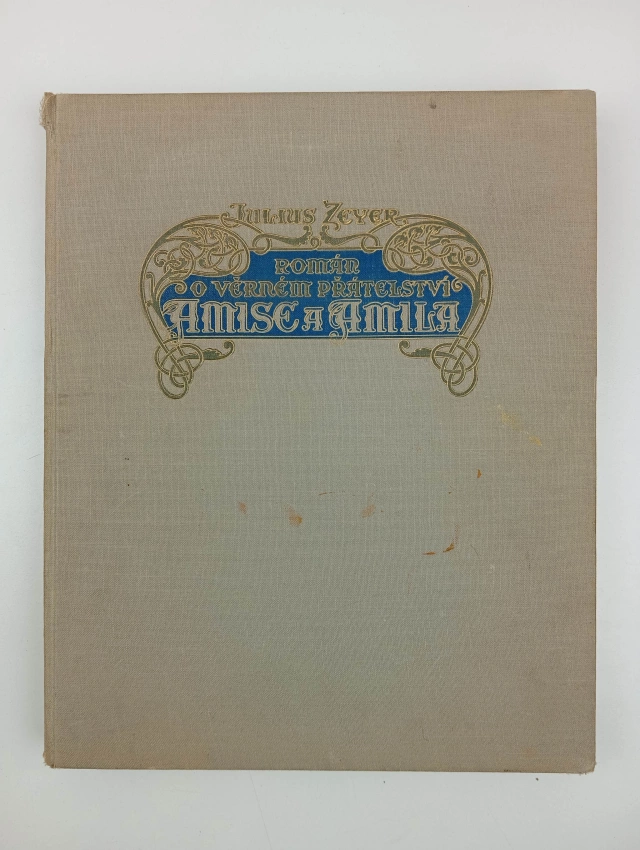 JULIUS ZEYER
ROMÁN
O VĚRNÉM PŘÁTELSTVÍ
AMISE A AMILA